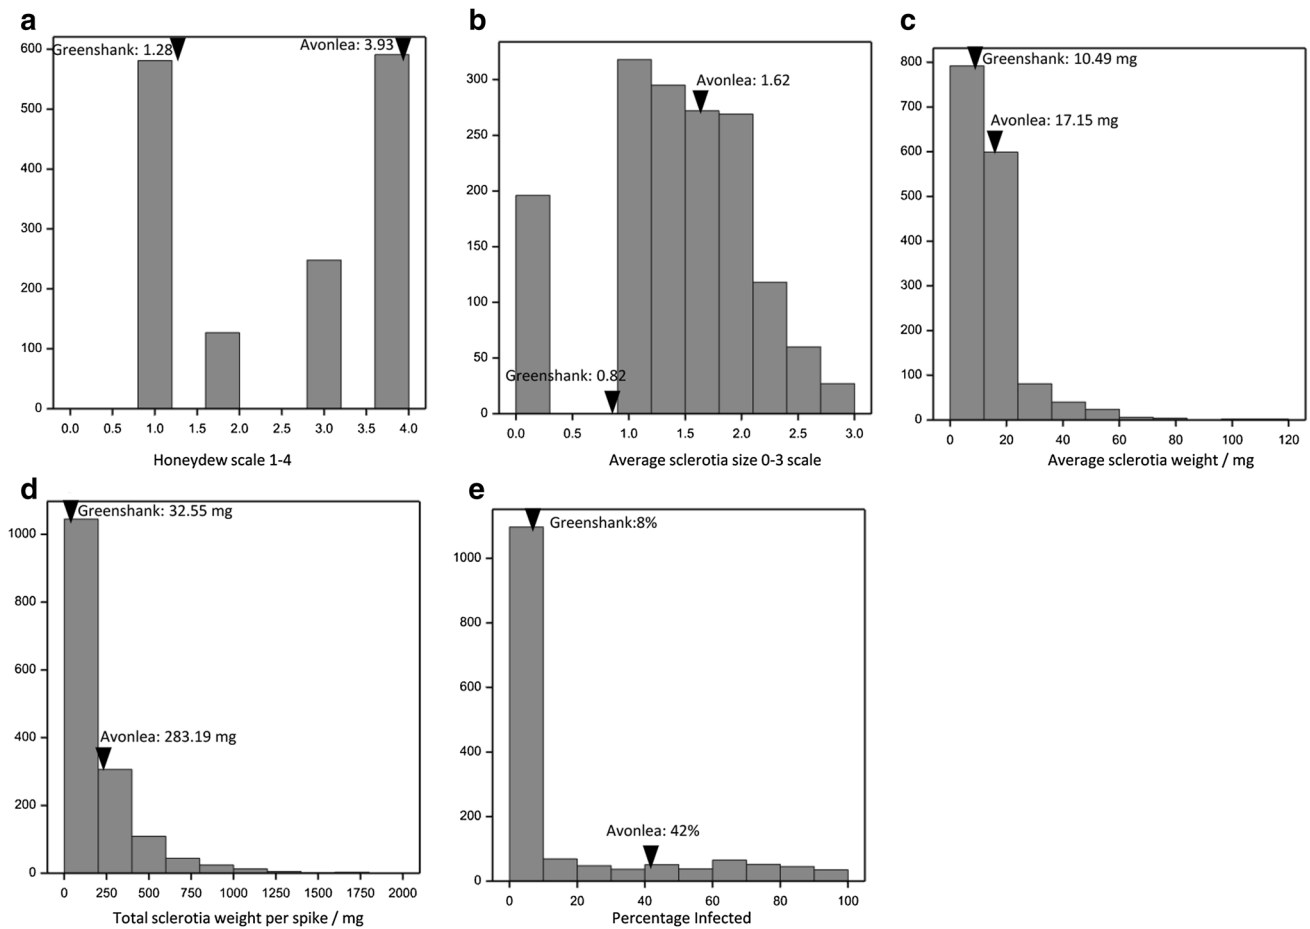 a
Greenshank: 1.28
Avonlea: 3.93
600
500
400
300
200
100
0
0.0 0.5 1.0 1.5 2.0 2.5 3.0 3.5 4.0
Honeydew scale 1-4
b
Avonlea: 1.62
Greenshank: 0.82
300
250
200
150
100
50
0
0.0 0.5 1.0 1.5 2.0 2.5 3.0
Average sclerotia size 0-3 scale
c
Greenshank: 10.49 mg
Avonlea: 17.15 mg
800
700
600
500
400
300
200
100
0
0 20 40 60 80 100 120
Average sclerotia weight / mg
d
Greenshank: 32.55 mg
Avonlea: 283.19 mg
1000
800
600
400
200
0
0 250 500 750 1000 1250 1500 1750 2000
Total sclerotia weight per spike / mg
e
Greenshank:8%
Avonlea: 42%
1000
800
600
400
200
0
0 20 40 60 80 100
Percentage Infected